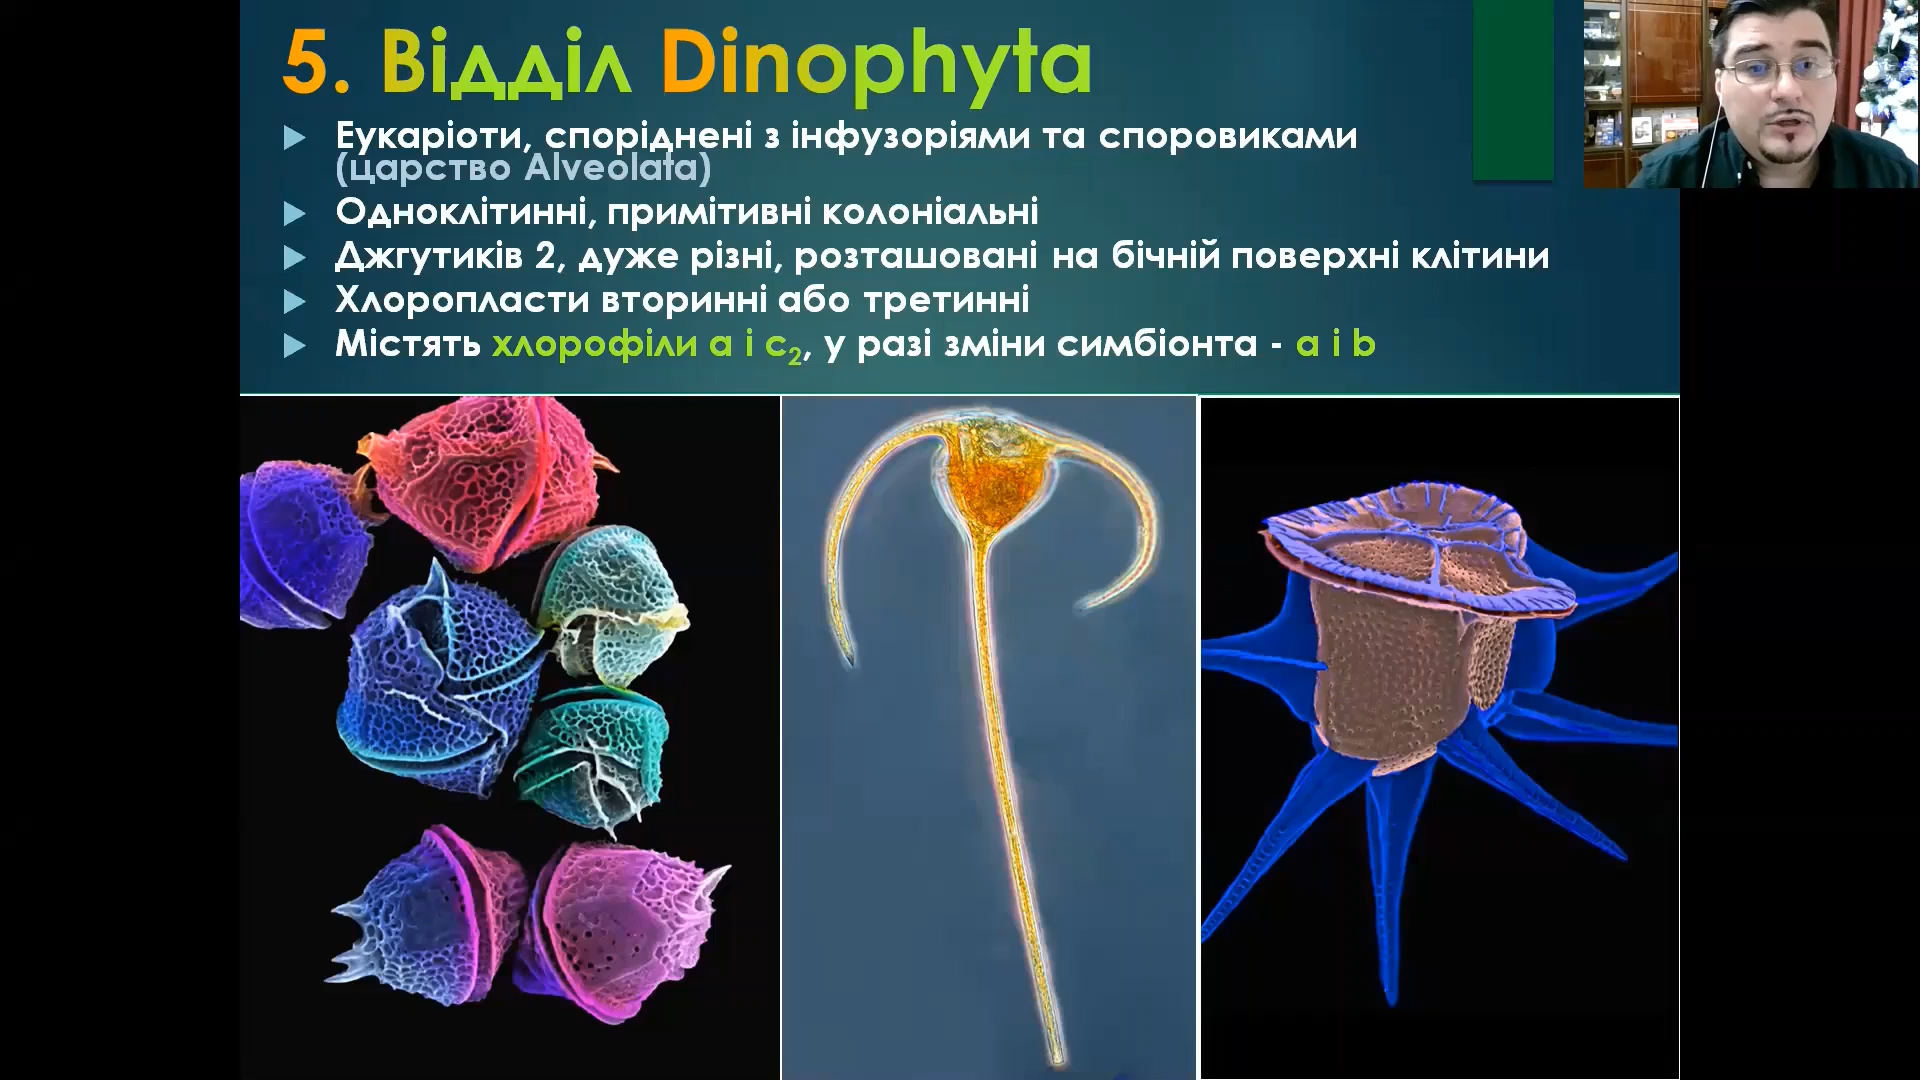 5. Відділ Dinophyta
Еукаріоти, споріднені з інфузоріями та споровиками
(царство Alveolata)
Одноклітинні, примітивні колоніальні
Джгутиків 2, дуже різні, розташовані на бічній поверхні клітини
Хлоропласти вторинні або третинні
Містять хлорофіли a і c₂, у разі зміни симбіонта - a і b